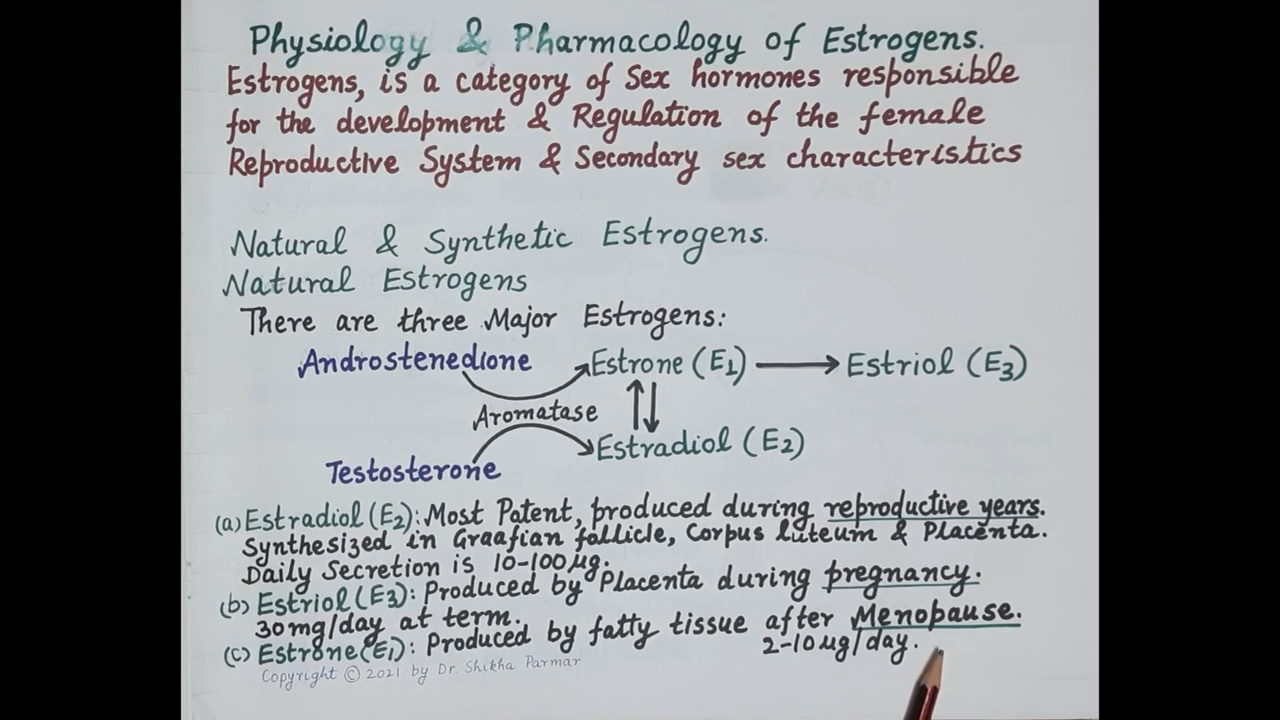 Physiology & Pharmacology of Estrogens.
Estrogens, is a category of Sex hormones responsible
for the development & Regulation of the female
Reproductive System & Secondary sex characteristics
Natural & Synthetic Estrogens.
Natural Estrogens
There are three Major Estrogens:
Androstenedione Estrone (E1) → Estriol (E3)
Aromatase
Testosterone Estradiol (E2)
(a) Estradiol (E2): Most Patent, produced during reproductive years.
Synthesized in Graafian follicle, Corpus luteum & Placenta.
Daily Secretion is 10-100 μg.
(b) Estriol (E3): Produced by Placenta during pregnancy.
30mg/day at term.
(c) Estrone (E1): Produced by fatty tissue after Menopause.
2-10 μg/day.
Copyright © 2021 by Dr. Shikha Parmar